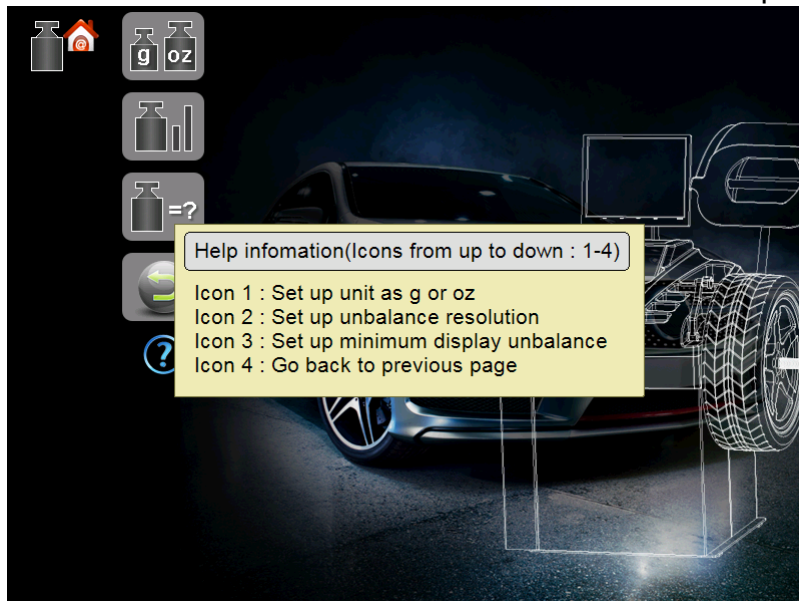 @
g oz
=?
Help infomation(Icons from up to down : 1-4)
Icon 1 : Set up unit as g or oz
Icon 2 : Set up unbalance resolution
Icon 3 : Set up minimum display unbalance
Icon 4 : Go back to previous page
?